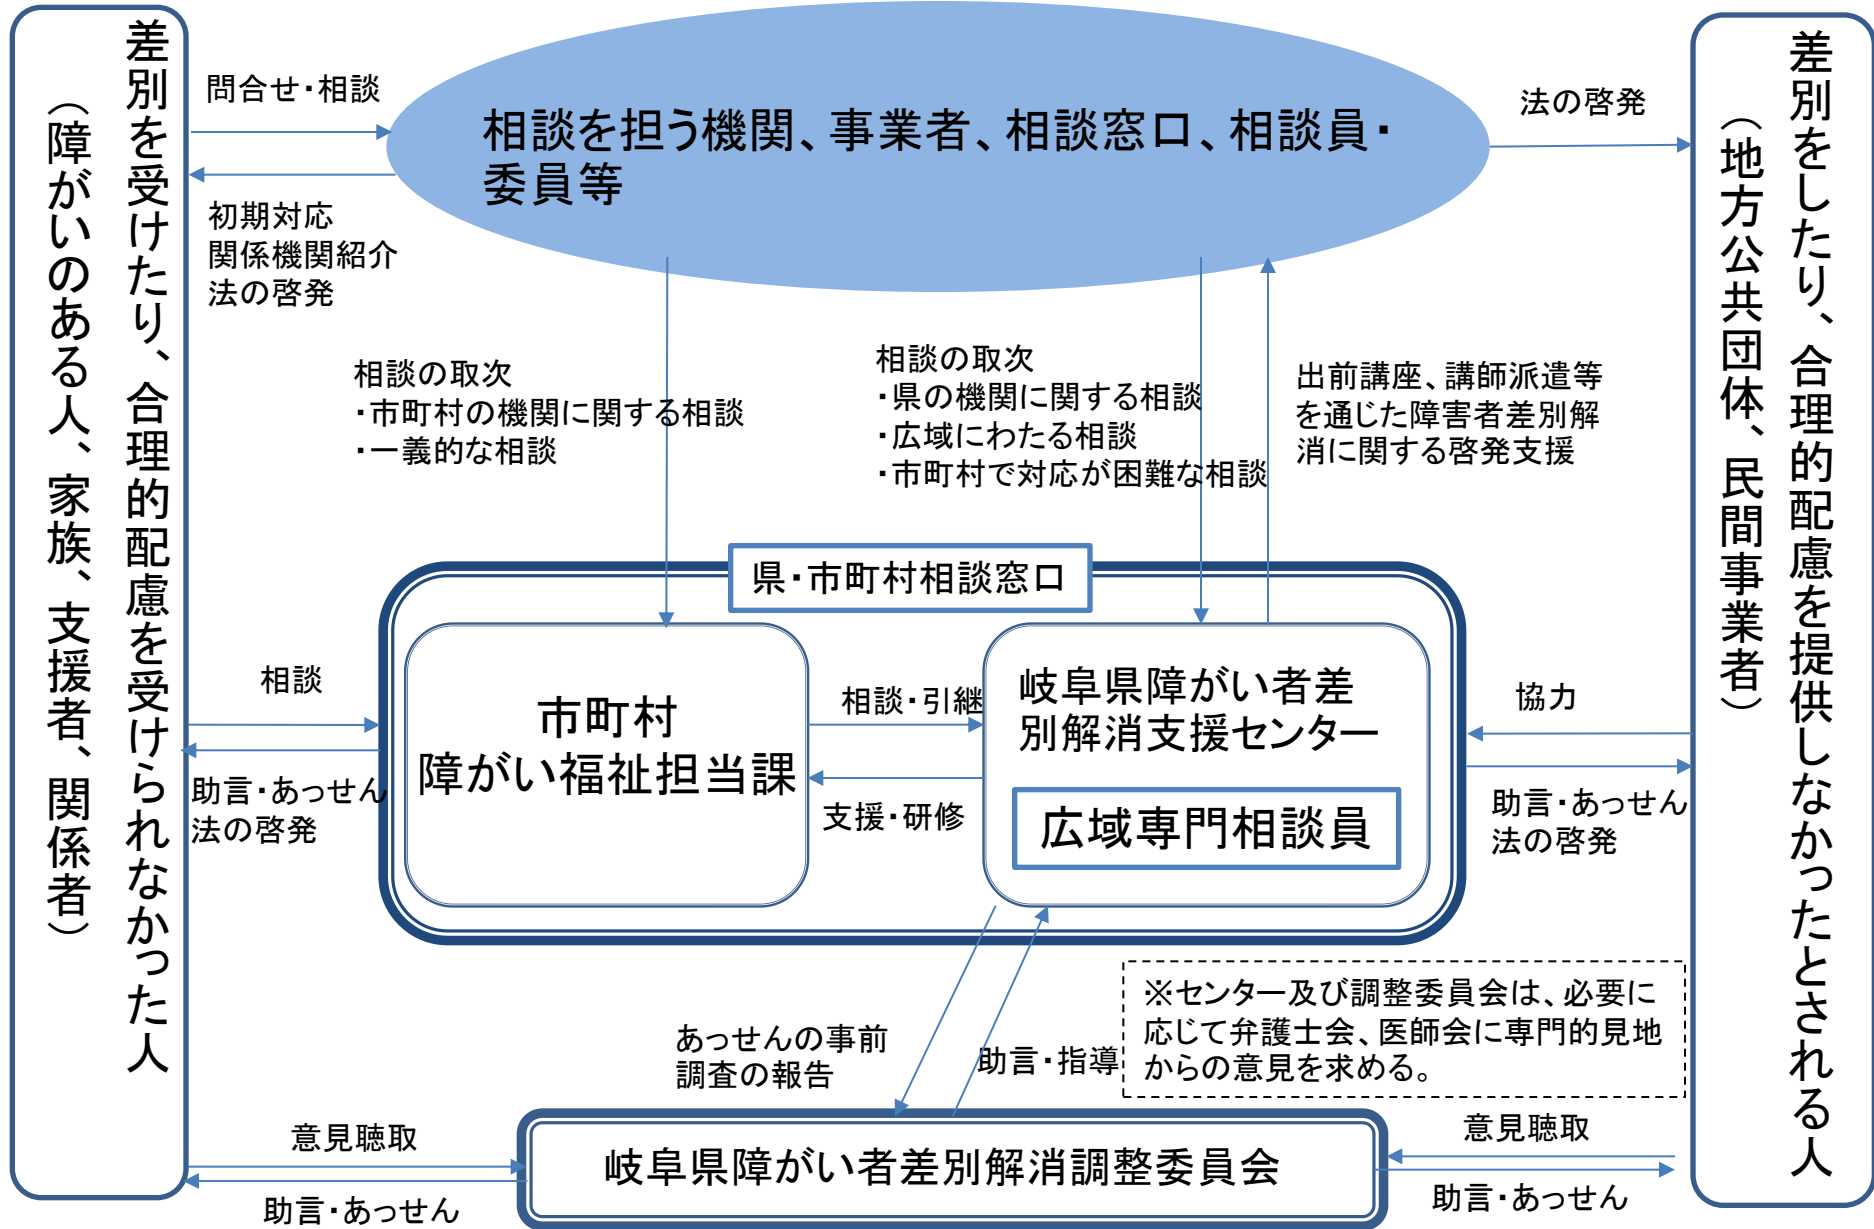 差別を受けたり、合理的配慮を受けられなかった人
（障がいのある人、家族、支援者、関係者）
問合せ・相談
初期対応
関係機関紹介
法の啓発
相談を担う機関、事業者、相談窓口、相談員・
委員等
法の啓発
差別をしたり、合理的配慮を提供しなかったとされる人
（地方公共団体、民間事業者）
相談の取次
・市町村の機関に関する相談
・一義的な相談
相談の取次
・県の機関に関する相談
・広域にわたる相談
・市町村で対応が困難な相談
出前講座、講師派遣等
を通じた障害者差別解
消に関する啓発支援
県・市町村相談窓口
相談
助言・あっせん
法の啓発
市町村
障がい福祉担当課
相談・引継
支援・研修
岐阜県障がい者差
別解消支援センター
広域専門相談員
協力
助言・あっせん
法の啓発
あっせんの事前
調査の報告
助言・指導
※センター及び調整委員会は、必要に
応じて弁護士会、医師会に専門的見地
からの意見を求める。
意見聴取
助言・あっせん
岐阜県障がい者差別解消調整委員会
意見聴取
助言・あっせん